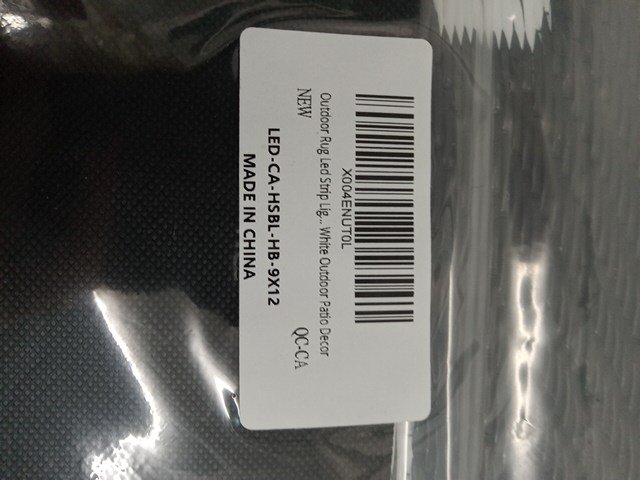 X004ENUT0L
Outdoor Rug Led Strip Lig... White Outdoor Patio Decor
NEW
QC-CA
LED-CA-HSBL-HB-9X12
MADE IN CHINA